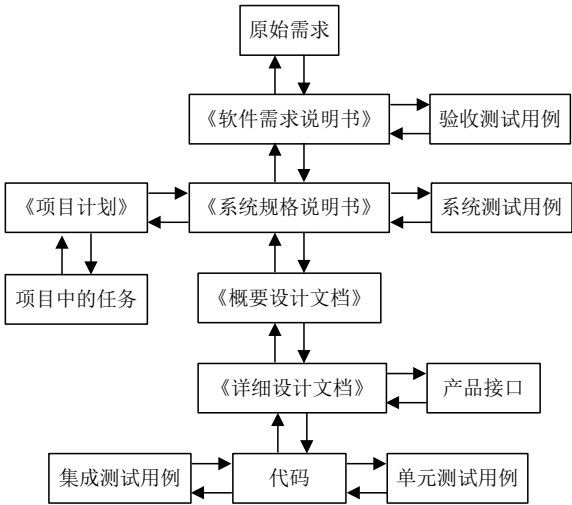 原始需求
《软件需求说明书》
验收测试用例
《项目计划》
《系统规格说明书》
系统测试用例
项目中的任务
《概要设计文档》
《详细设计文档》
产品接口
集成测试用例
代码
单元测试用例